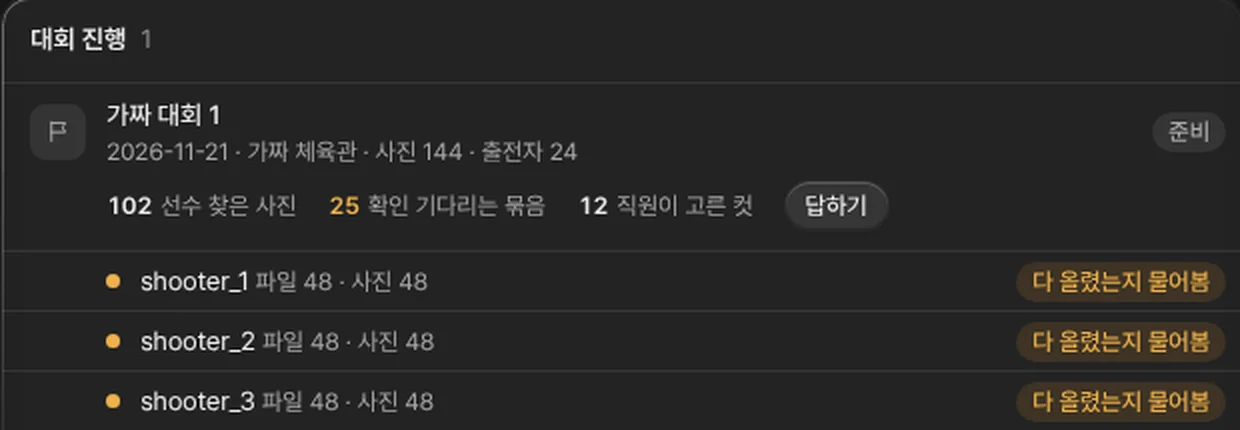 대회 진행 1
가짜 대회 1
준비
2026-11-21 · 가짜 체육관 · 사진 144 · 출전자 24
102 선수 찾은 사진 25 확인 기다리는 묶음 12 직원이 고른 컷 답하기
shooter_1 파일 48 · 사진 48 다 올렸는지 물어봄
shooter_2 파일 48 · 사진 48 다 올렸는지 물어봄
shooter_3 파일 48 · 사진 48 다 올렸는지 물어봄